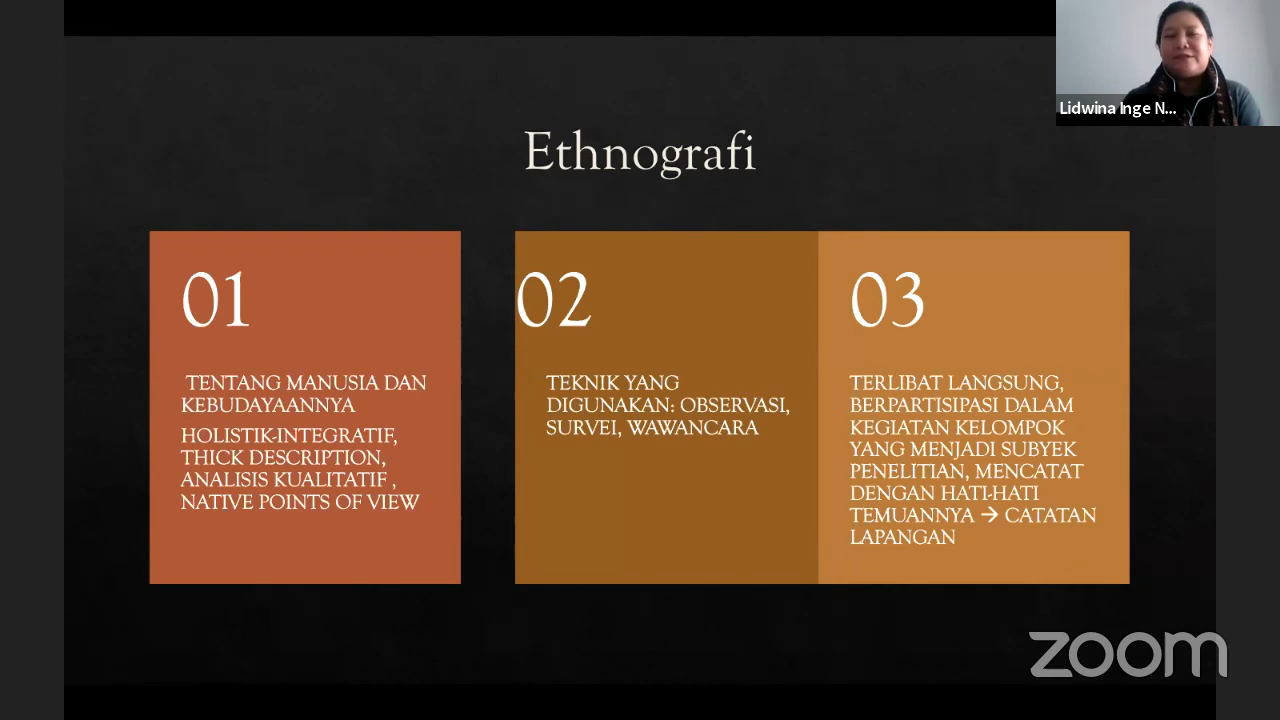 Lidwina Inge N...
Ethnografi
01
TENTANG MANUSIA DAN
KEBUDAYAANNYA
HOLISTIK-INTEGRATIF,
THICK DESCRIPTION,
ANALISIS KUALITATIF ,
NATIVE POINTS OF VIEW
02
TEKNIK YANG
DIGUNAKAN: OBSERVASI,
SURVEI, WAWANCARA
03
TERLIBAT LANGSUNG,
BERPARTISIPASI DALAM
KEGIATAN KELOMPOK
YANG MENJADI SUBYEK
PENELITIAN, MENCATAT
DENGAN HATI-HATI
TEMUANNYA → CATATAN
LAPANGAN
zoom